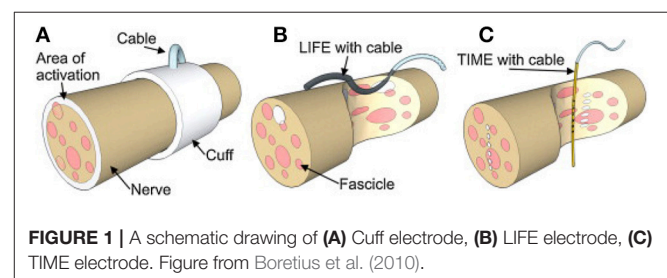 A
Cable
Area of
activation
Nerve
Cuff
B
LIFE with cable
Fascicle
C
TIME with cable
FIGURE 1 | A schematic drawing of (A) Cuff electrode, (B) LIFE electrode, (C)
TIME electrode. Figure from Boretius et al. (2010).